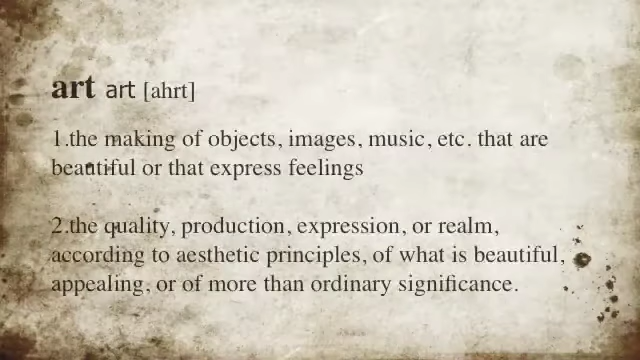 art art [ahrt]
1.the making of objects, images, music, etc. that are
beautiful or that express feelings
2.the quality, production, expression, or realm,
according to aesthetic principles, of what is beautiful,
appealing, or of more than ordinary significance.